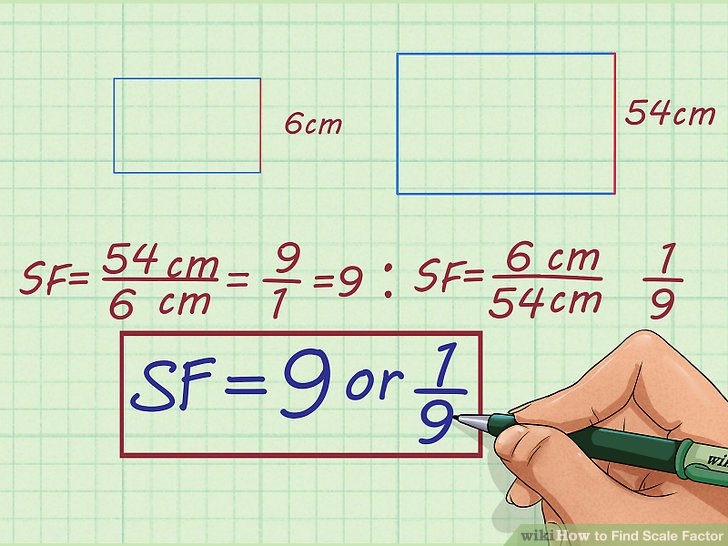 6cm
54cm
SF= 54 cm / 6 cm = 9/1 =9 : SF= 6 cm / 54cm 1/9
SF = 9 or 1/9
wiki
wikiHow to Find Scale Factor